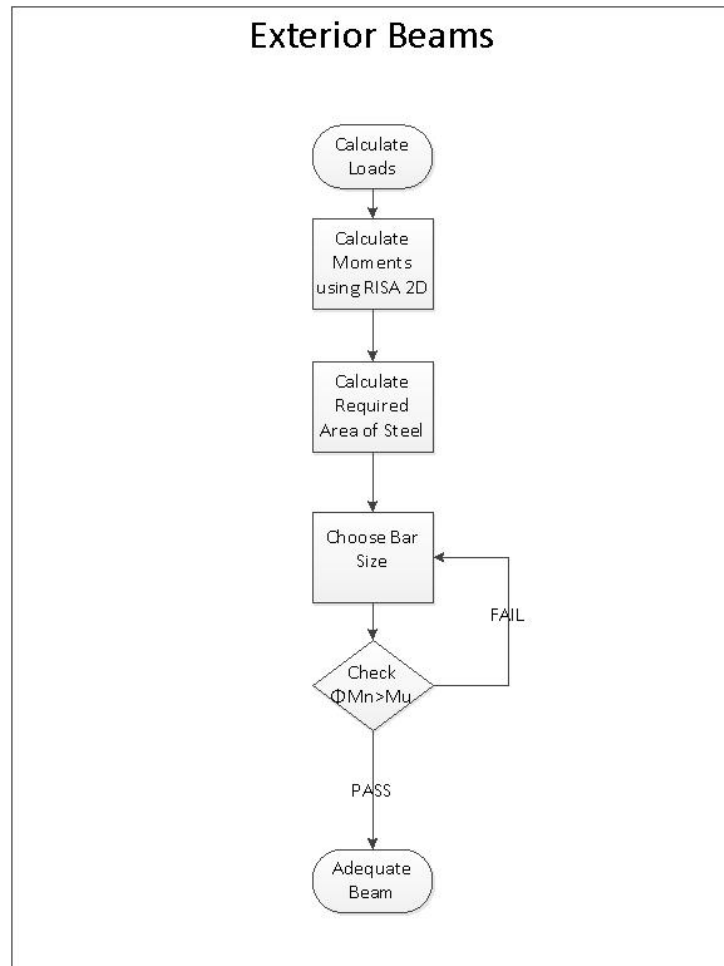 Exterior Beams
Calculate
Loads
Calculate
Moments
using RISA 2D
Calculate
Required
Area of Steel
Choose Bar
Size
FAIL
Check
ΦMn>Mu
PASS
Adequate
Beam